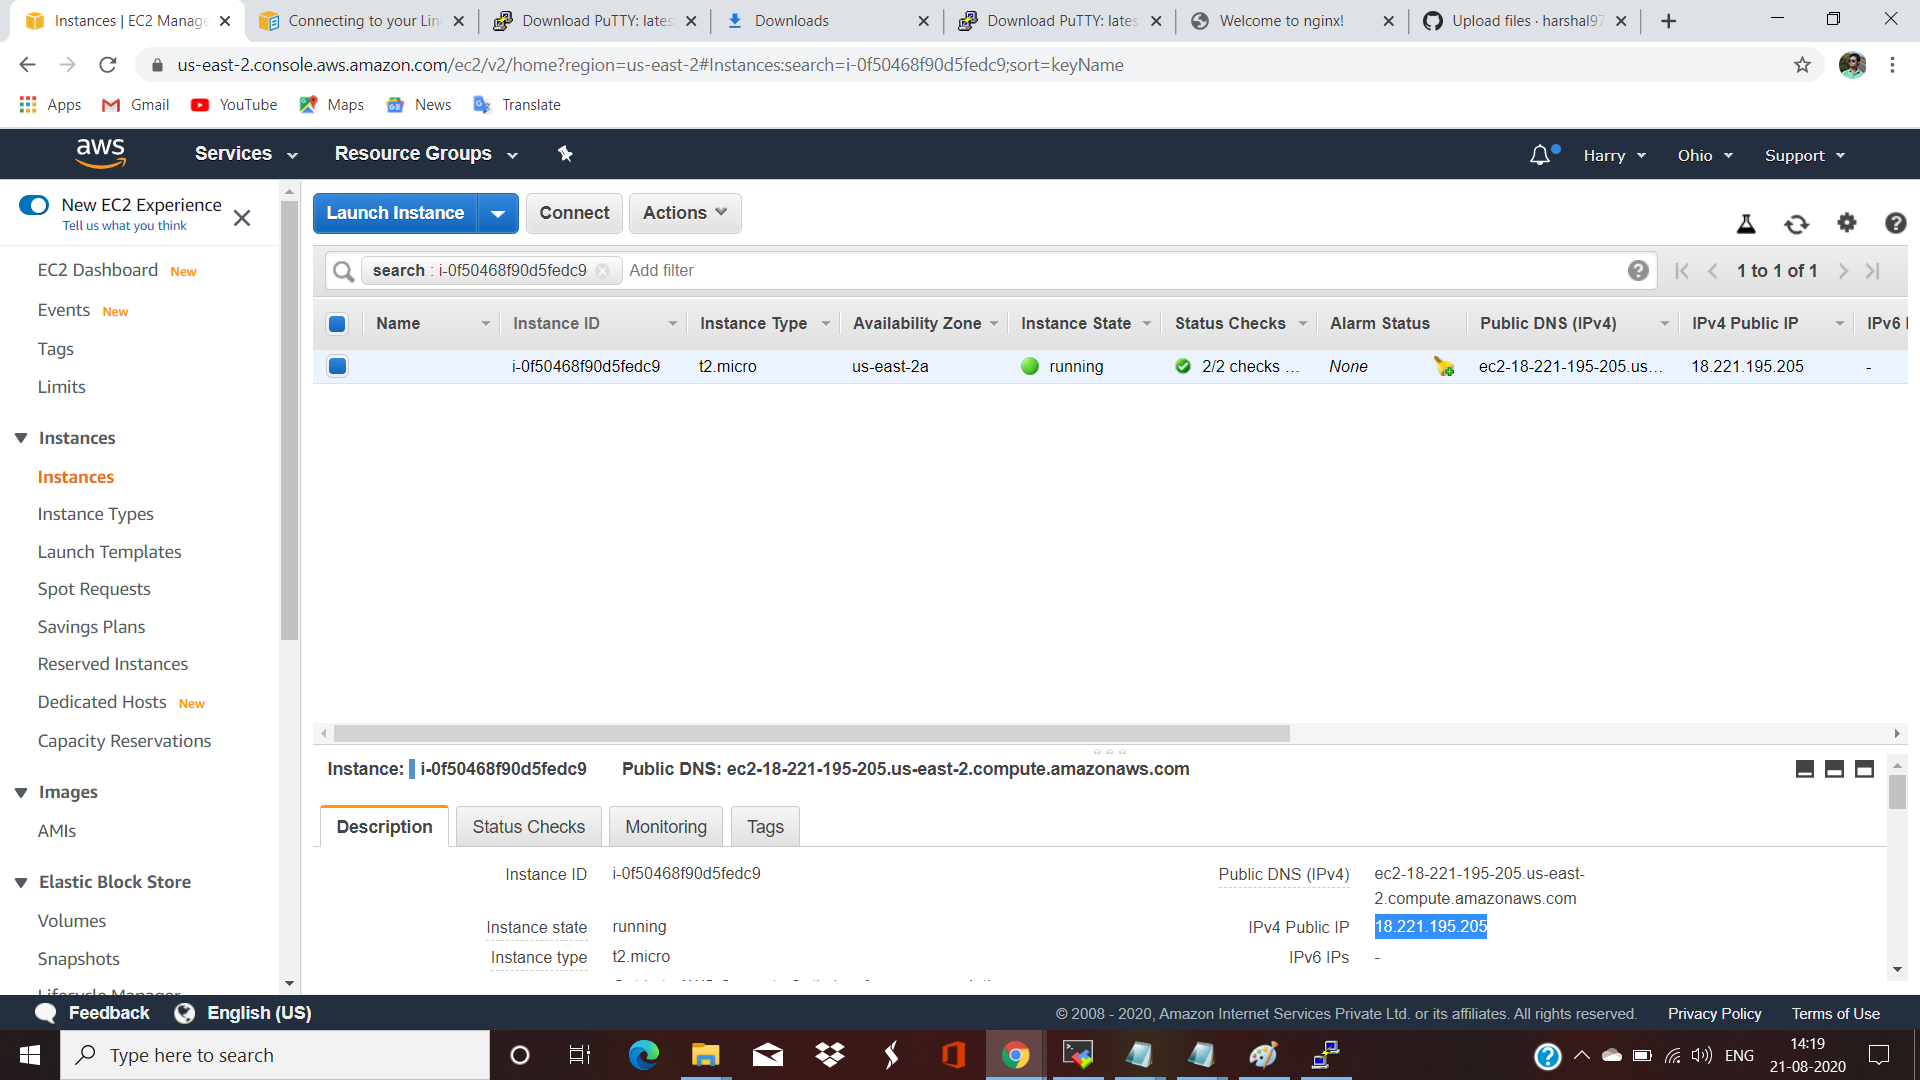 Instances | EC2 Manage
Connecting to your Lin
Download PuTTY: lates
Downloads
Download PuTTY: lates
Welcome to nginx!
Upload files · harshal97
us-east-2.console.aws.amazon.com/ec2/v2/home?region=us-east-2#Instances:search=i-0f50468f90d5fedc9;sort=keyName
Apps
Gmail
YouTube
Maps
News
Translate
aws
Services
Resource Groups
Harry
Ohio
Support
New EC2 Experience
Tell us what you think
EC2 Dashboard New
Events New
Tags
Limits
Instances
Instances
Instance Types
Launch Templates
Spot Requests
Savings Plans
Reserved Instances
Dedicated Hosts New
Capacity Reservations
Images
AMIs
Elastic Block Store
Volumes
Snapshots
Lifecycle Manager
Launch Instance
Connect
Actions
search : i-0f50468f90d5fedc9
Add filter
1 to 1 of 1
Name
Instance ID
Instance Type
Availability Zone
Instance State
Status Checks
Alarm Status
Public DNS (IPv4)
IPv4 Public IP
IPv6 I
i-0f50468f90d5fedc9
t2.micro
us-east-2a
running
2/2 checks ...
None
ec2-18-221-195-205.us...
18.221.195.205
-
Instance: i-0f50468f90d5fedc9
Public DNS: ec2-18-221-195-205.us-east-2.compute.amazonaws.com
Description
Status Checks
Monitoring
Tags
Instance ID
i-0f50468f90d5fedc9
Public DNS (IPv4)
ec2-18-221-195-205.us-east-
2.compute.amazonaws.com
Instance state
running
IPv4 Public IP
18.221.195.205
Instance type
t2.micro
IPv6 IPs
-
Feedback
English (US)
© 2008 - 2020, Amazon Internet Services Private Ltd. or its affiliates. All rights reserved.
Privacy Policy
Terms of Use
Type here to search
ENG
14:19
21-08-2020